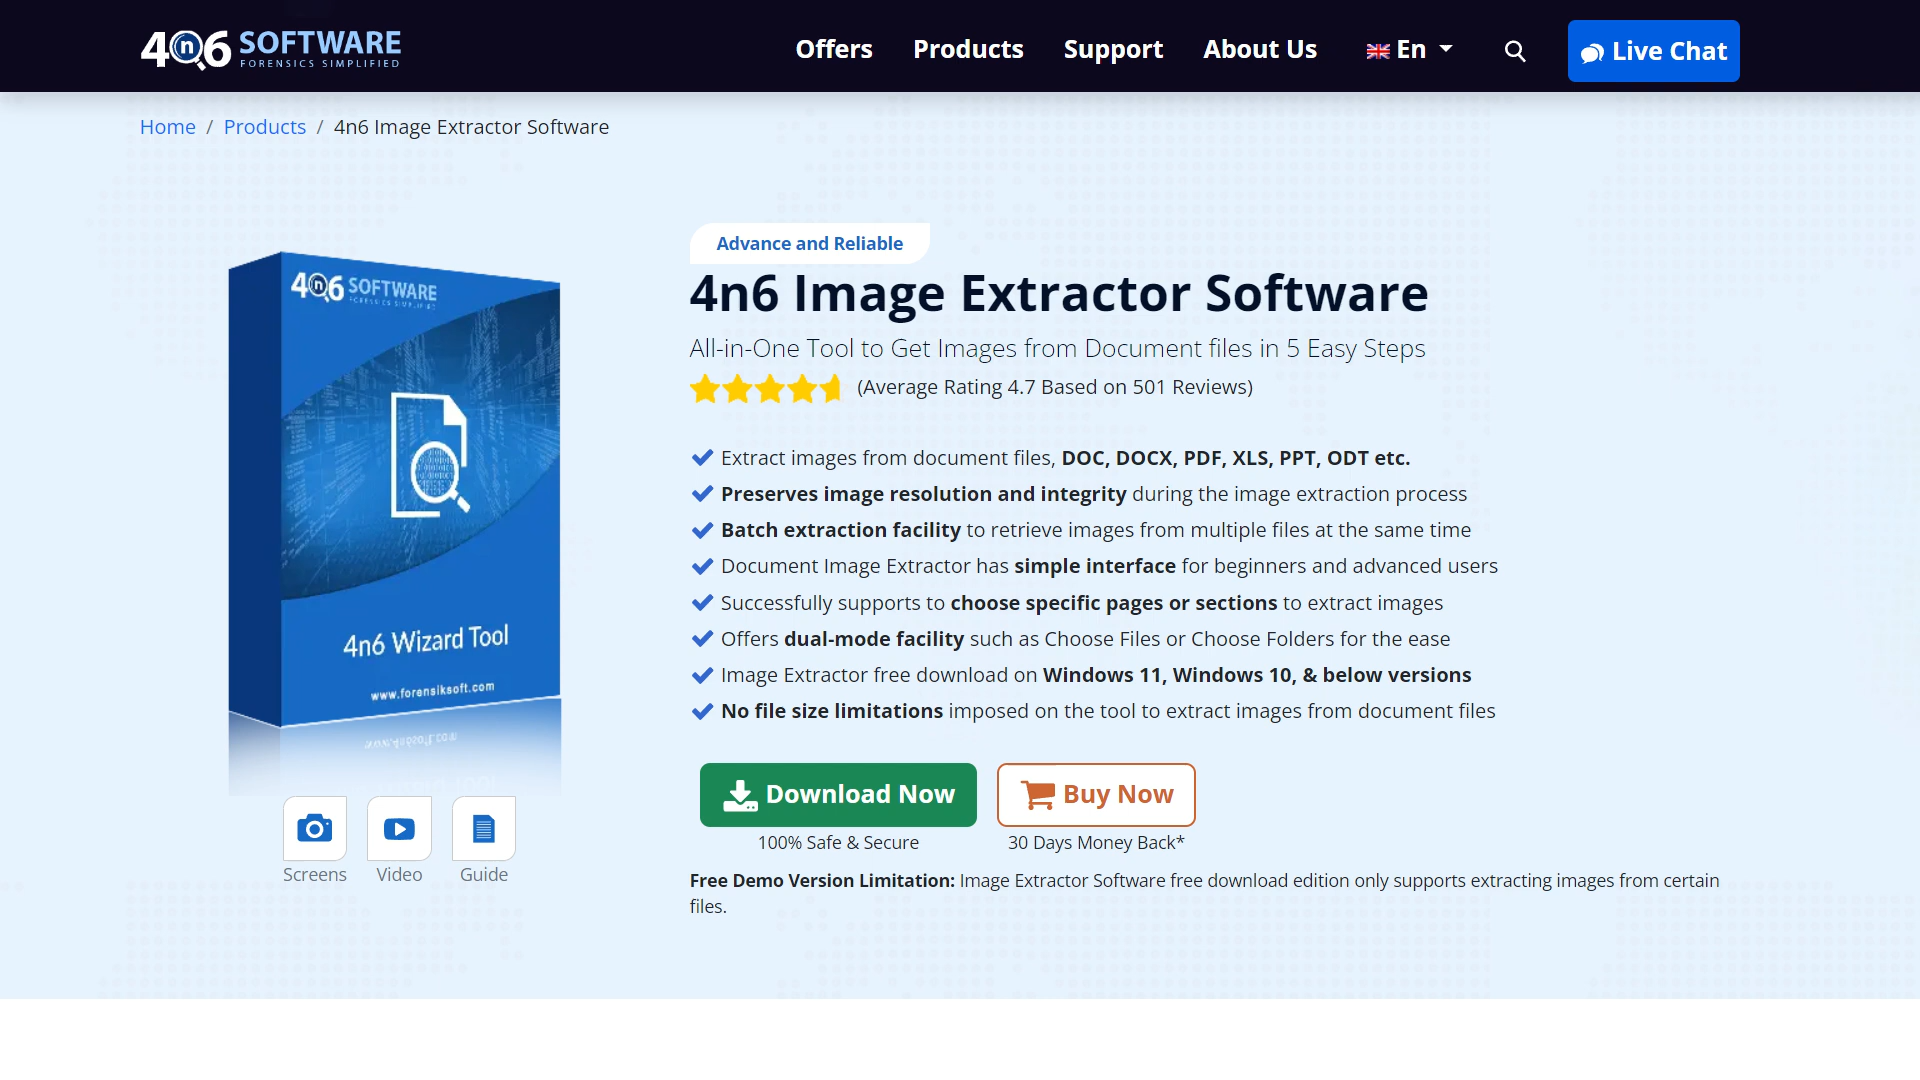 4n6 SOFTWARE
FORENSICS SIMPLIFIED
Offers
Products
Support
About Us
En
Live Chat
Home / Products / 4n6 Image Extractor Software
4n6 SOFTWARE
FORENSICS SIMPLIFIED
4n6 Wizard Tool
www.forensiksoft.com
www.4n6soft.com
Screens
Video
Guide
Advance and Reliable
4n6 Image Extractor Software
All-in-One Tool to Get Images from Document files in 5 Easy Steps
(Average Rating 4.7 Based on 501 Reviews)
Extract images from document files, DOC, DOCX, PDF, XLS, PPT, ODT etc.
Preserves image resolution and integrity during the image extraction process
Batch extraction facility to retrieve images from multiple files at the same time
Document Image Extractor has simple interface for beginners and advanced users
Successfully supports to choose specific pages or sections to extract images
Offers dual-mode facility such as Choose Files or Choose Folders for the ease
Image Extractor free download on Windows 11, Windows 10, & below versions
No file size limitations imposed on the tool to extract images from document files
Download Now
100% Safe & Secure
Buy Now
30 Days Money Back*
Free Demo Version Limitation: Image Extractor Software free download edition only supports extracting images from certain
files.